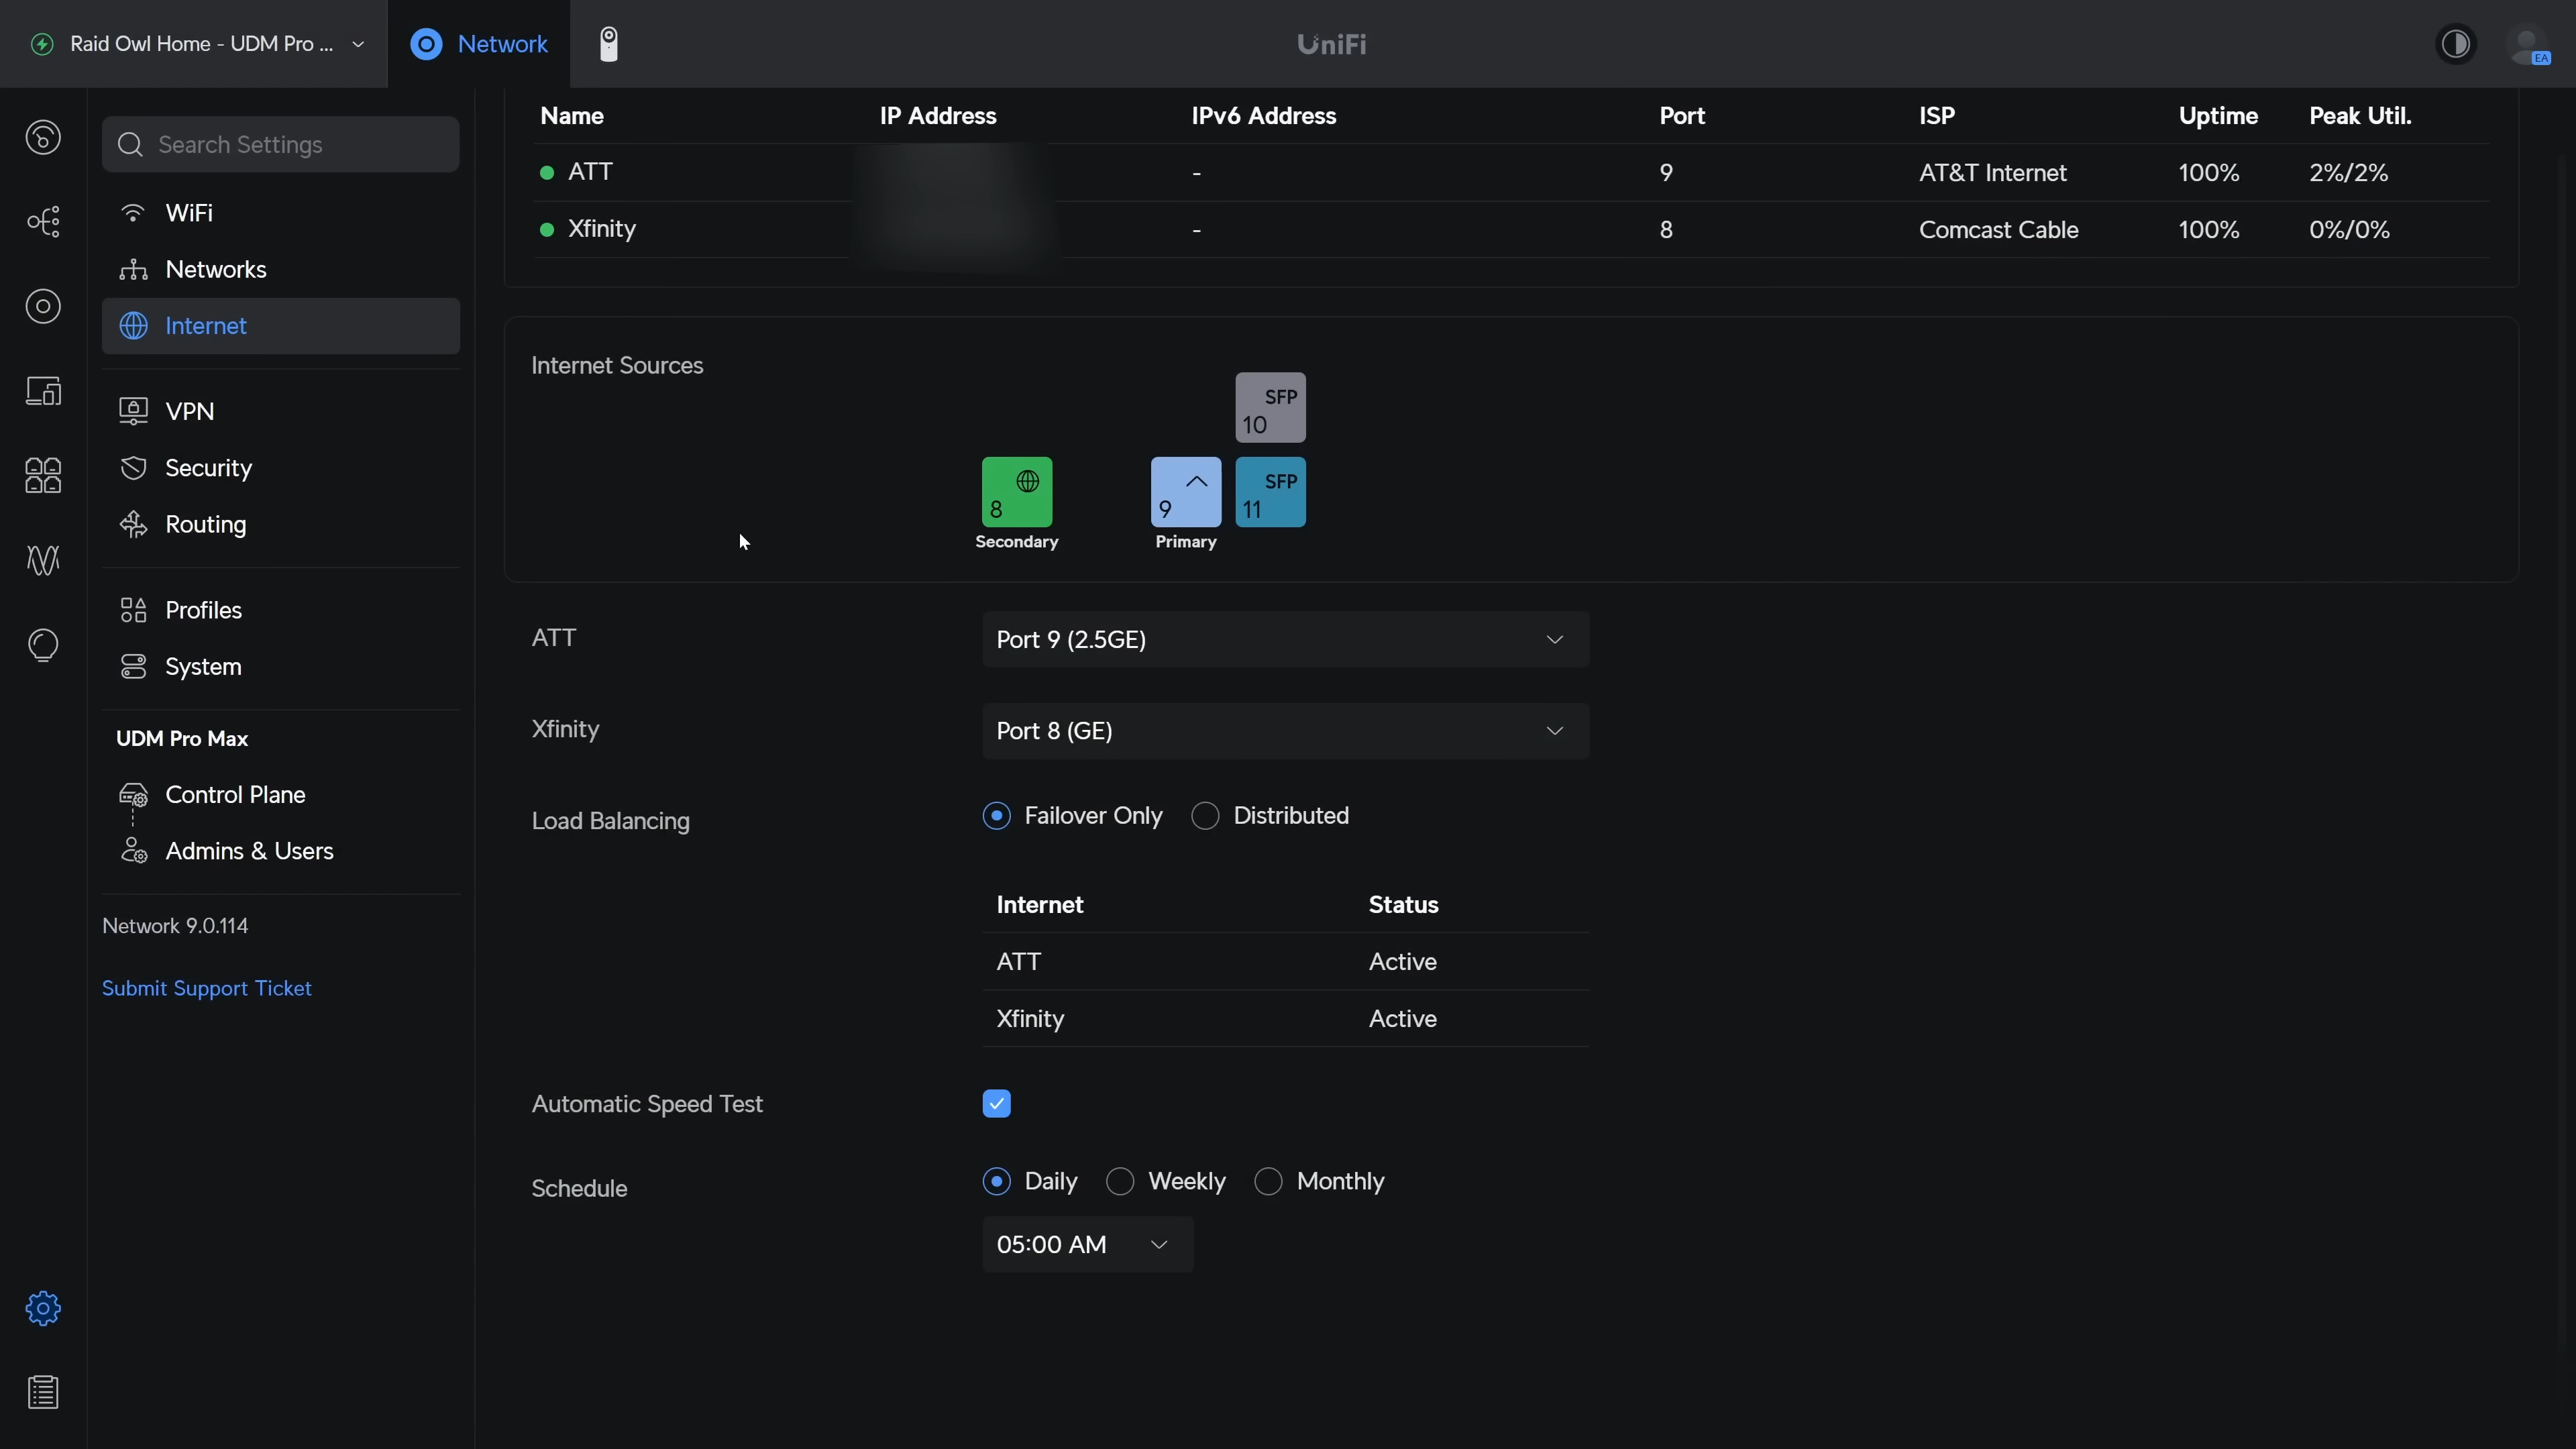 Raid Owl Home - UDM Pro ...
Network
UniFi
EA
Search Settings
WiFi
Networks
Internet
VPN
Security
Routing
Profiles
System
UDM Pro Max
Control Plane
Admins & Users
Network 9.0.114
Submit Support Ticket
Name IP Address IPv6 Address Port ISP Uptime Peak Util.
ATT - 9 AT&T Internet 100% 2%/2%
Xfinity - 8 Comcast Cable 100% 0%/0%
Internet Sources
SFP
10
8
9
SFP
11
Secondary Primary
ATT Port 9 (2.5GE)
Xfinity Port 8 (GE)
Load Balancing Failover Only Distributed
Internet Status
ATT Active
Xfinity Active
Automatic Speed Test
Schedule Daily Weekly Monthly
05:00 AM